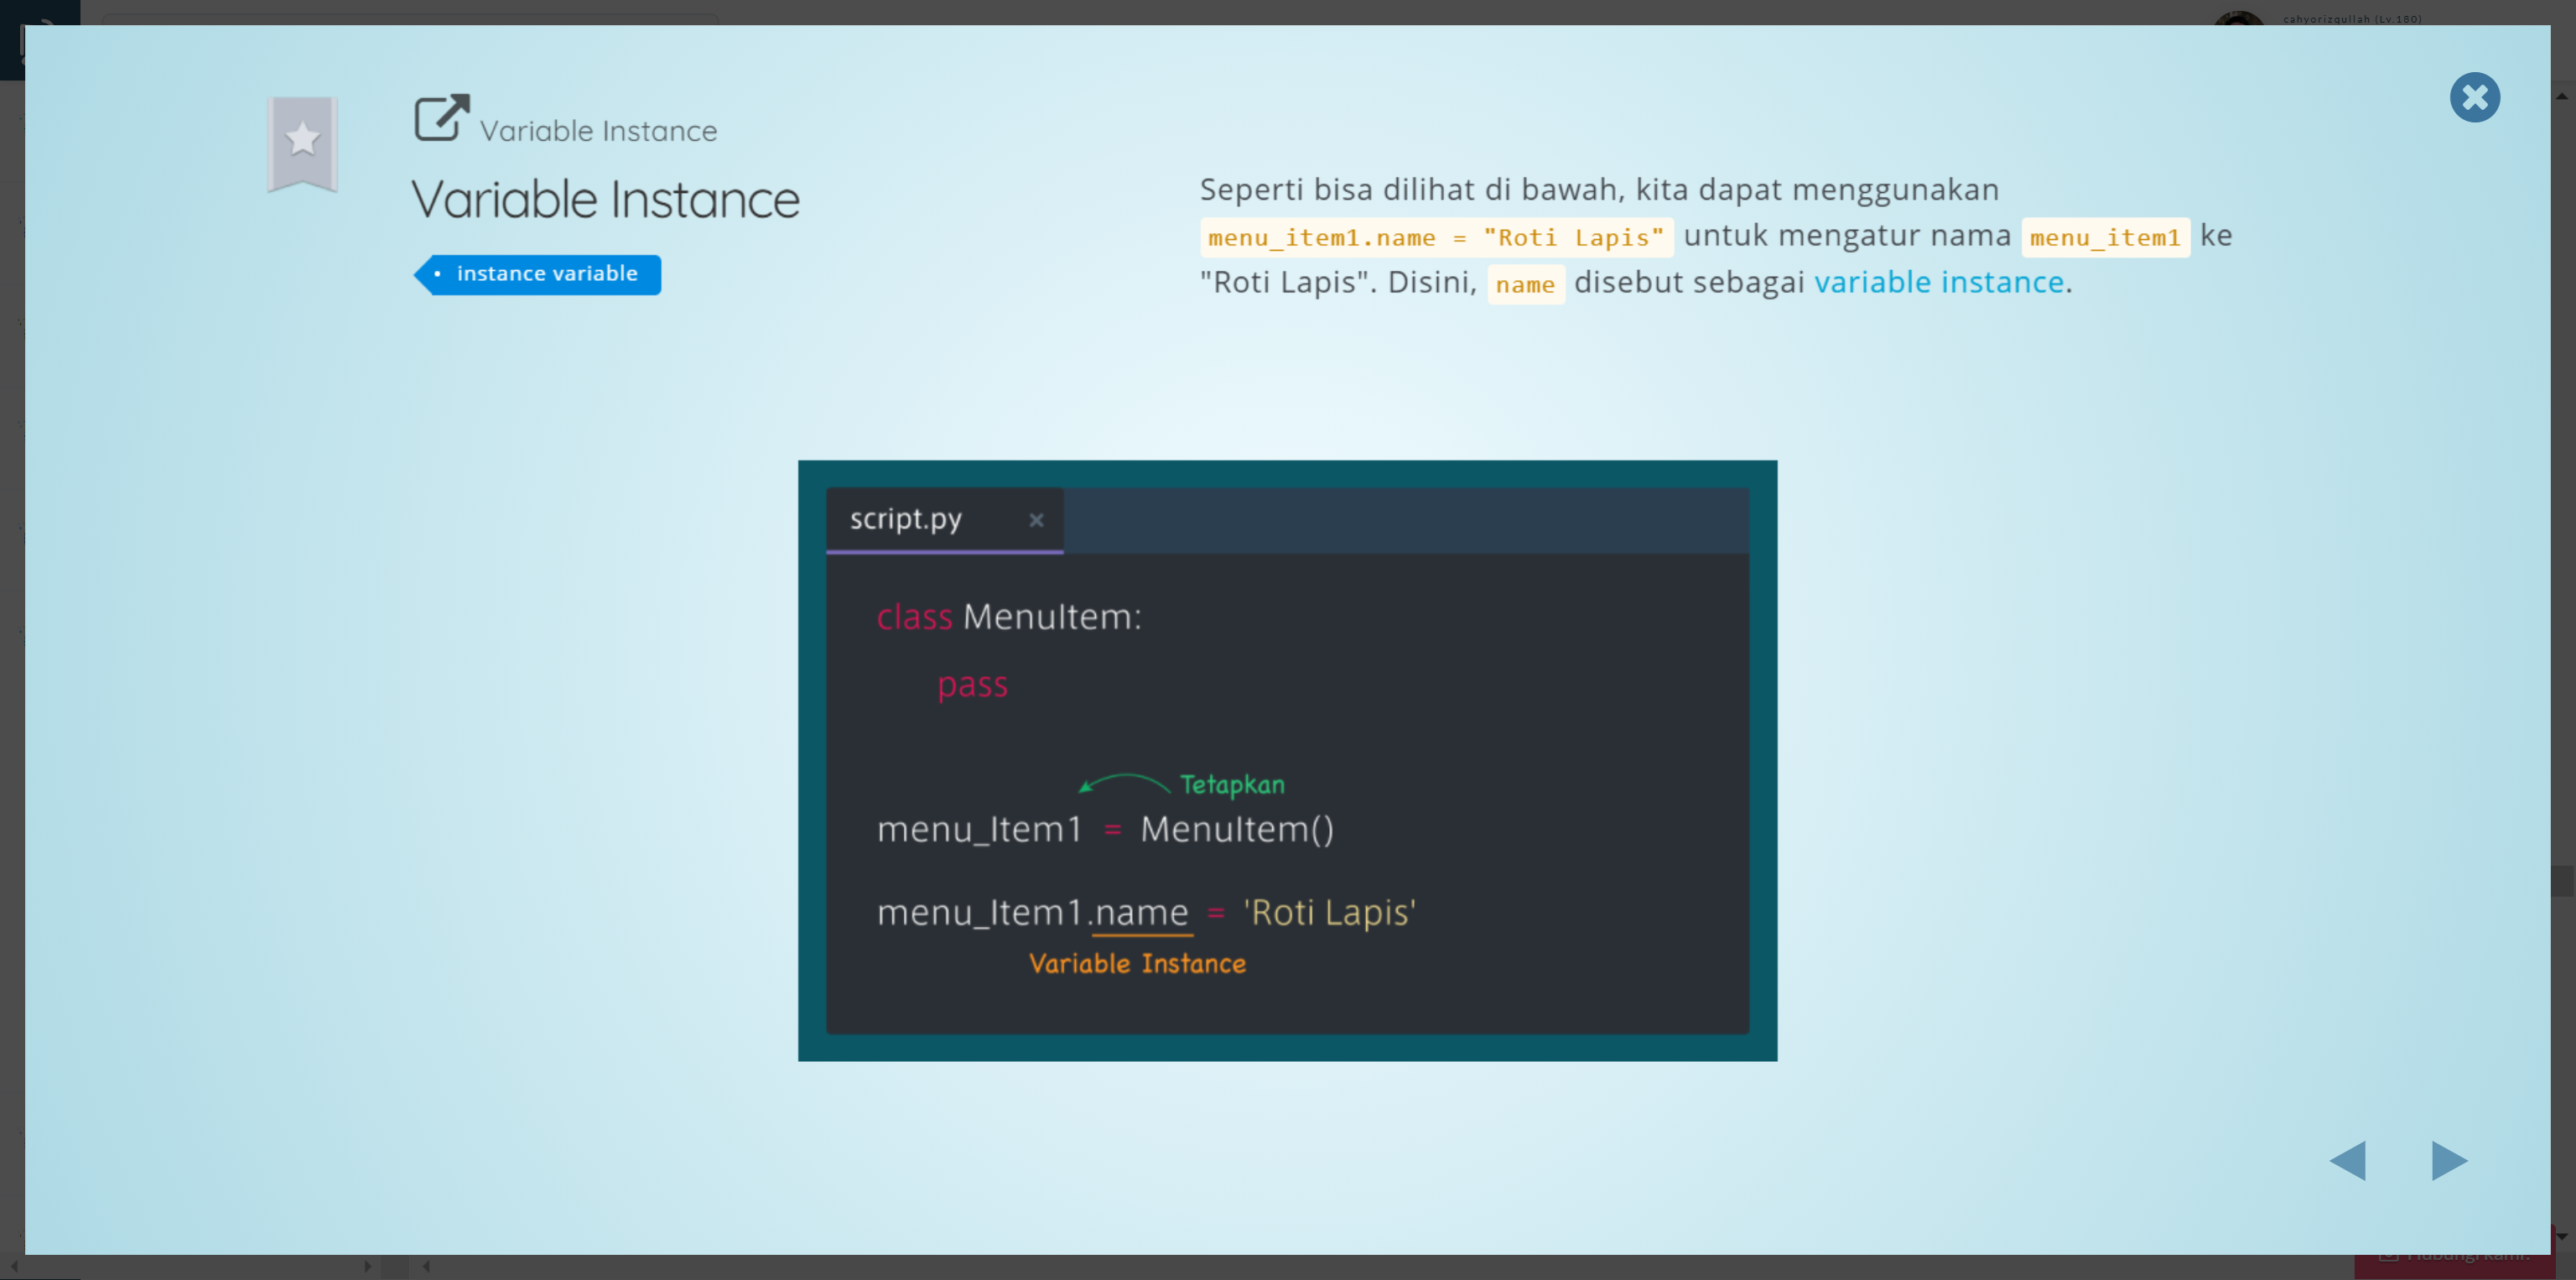 cahyorizqullah (Lv.180)
Variable Instance
Variable Instance
instance variable
Seperti bisa dilihat di bawah, kita dapat menggunakan
menu_item1.name = "Roti Lapis" untuk mengatur nama menu_item1 ke
"Roti Lapis". Disini, name disebut sebagai variable instance.
script.py
class MenuItem:
pass
Tetapkan
menu_Item1 = MenuItem()
menu_Item1.name = 'Roti Lapis'
Variable Instance